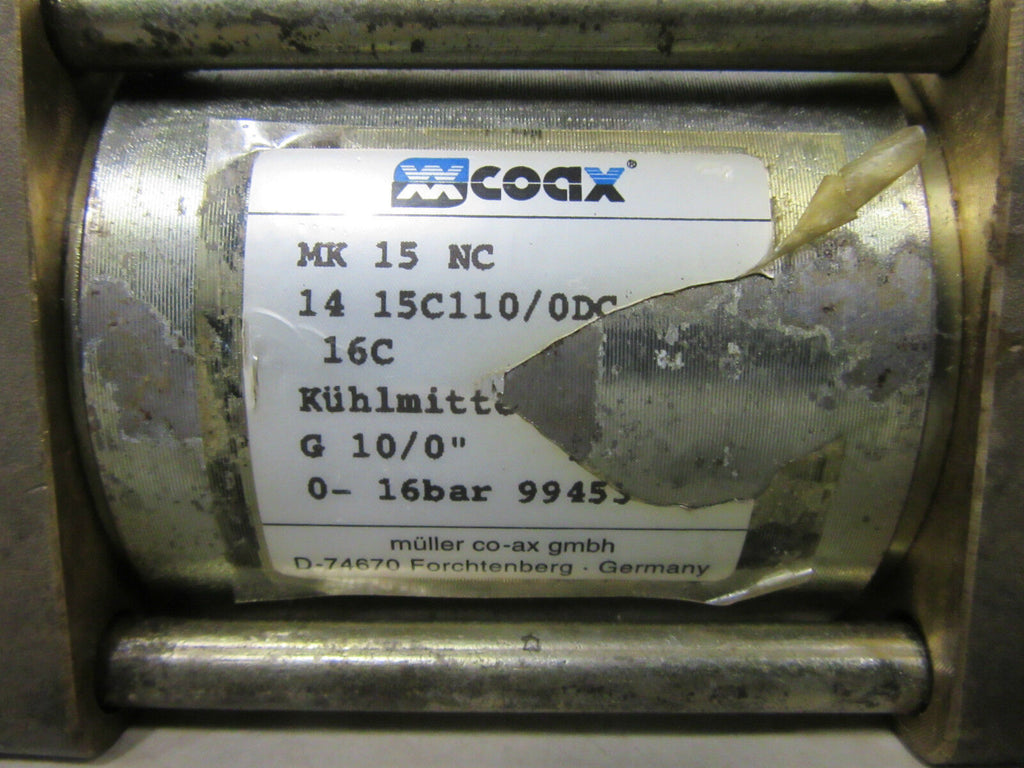 coax®
MK 15 NC
14 15C110/0DC
16C
G 10/0"
0- 16bar 9945
müller co-ax gmbh
D-74670 Forchtenberg · Germany